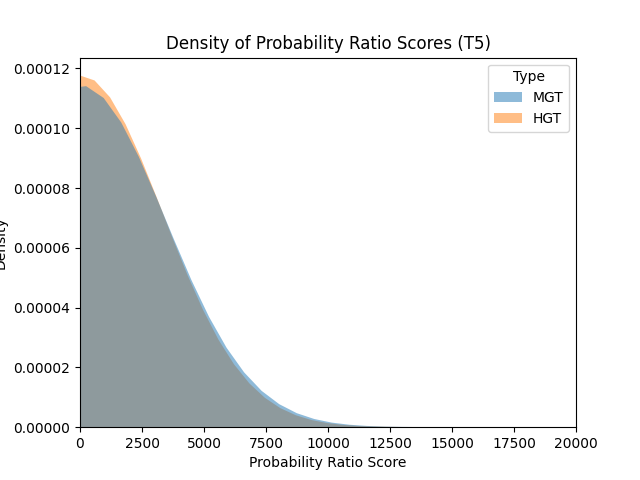 Density of Probability Ratio Scores (T5)
0.00012
0.00010
0.00008
0.00006
0.00004
0.00002
0.00000
Density
Type
MGT
HGT
0 2500 5000 7500 10000 12500 15000 17500 20000
Probability Ratio Score